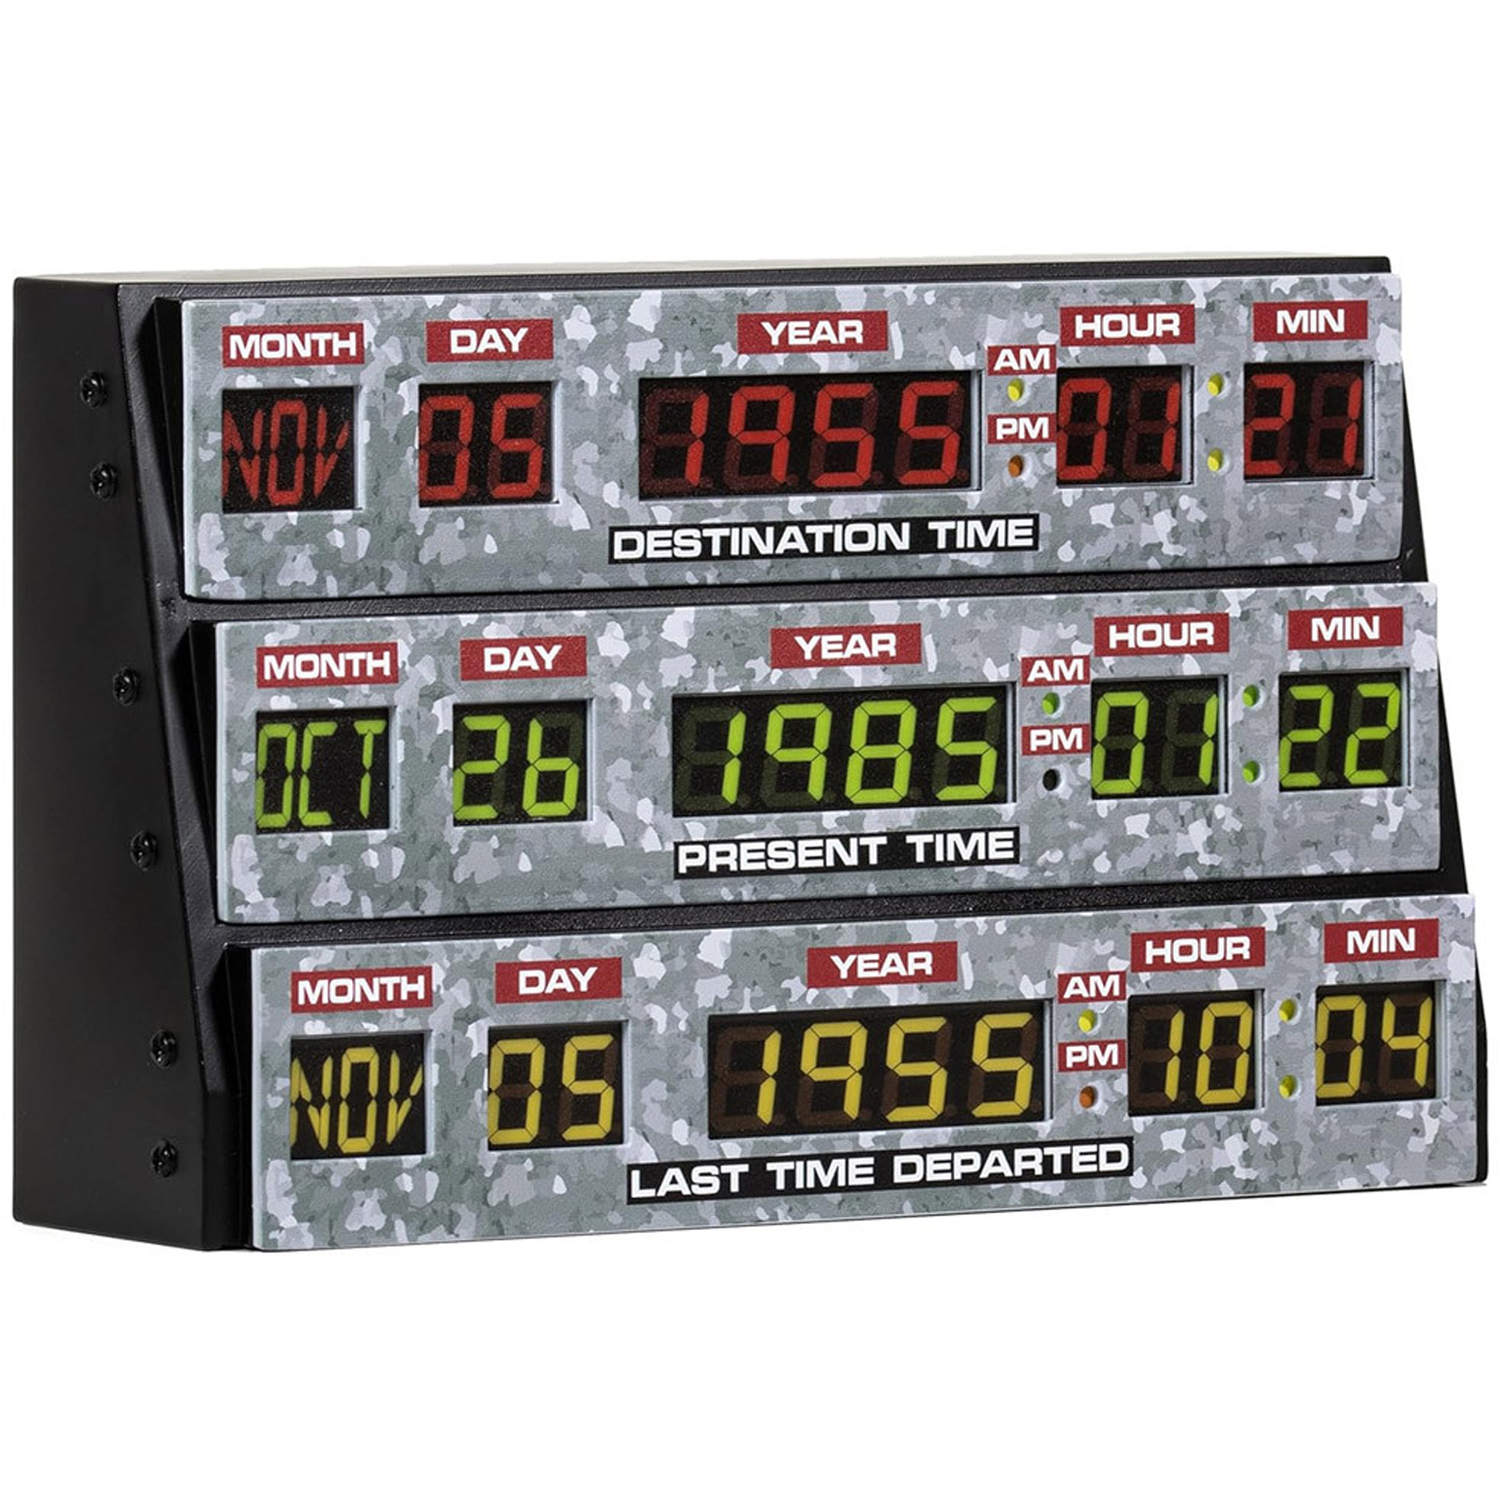 MONTH DAY YEAR HOUR MIN
AM
NOV 05 1955 01 21
PM
DESTINATION TIME
MONTH DAY YEAR HOUR MIN
AM
OCT 26 1985 01 22
PM
PRESENT TIME
MONTH DAY YEAR HOUR MIN
AM
NOV 05 1955 10 04
PM
LAST TIME DEPARTED